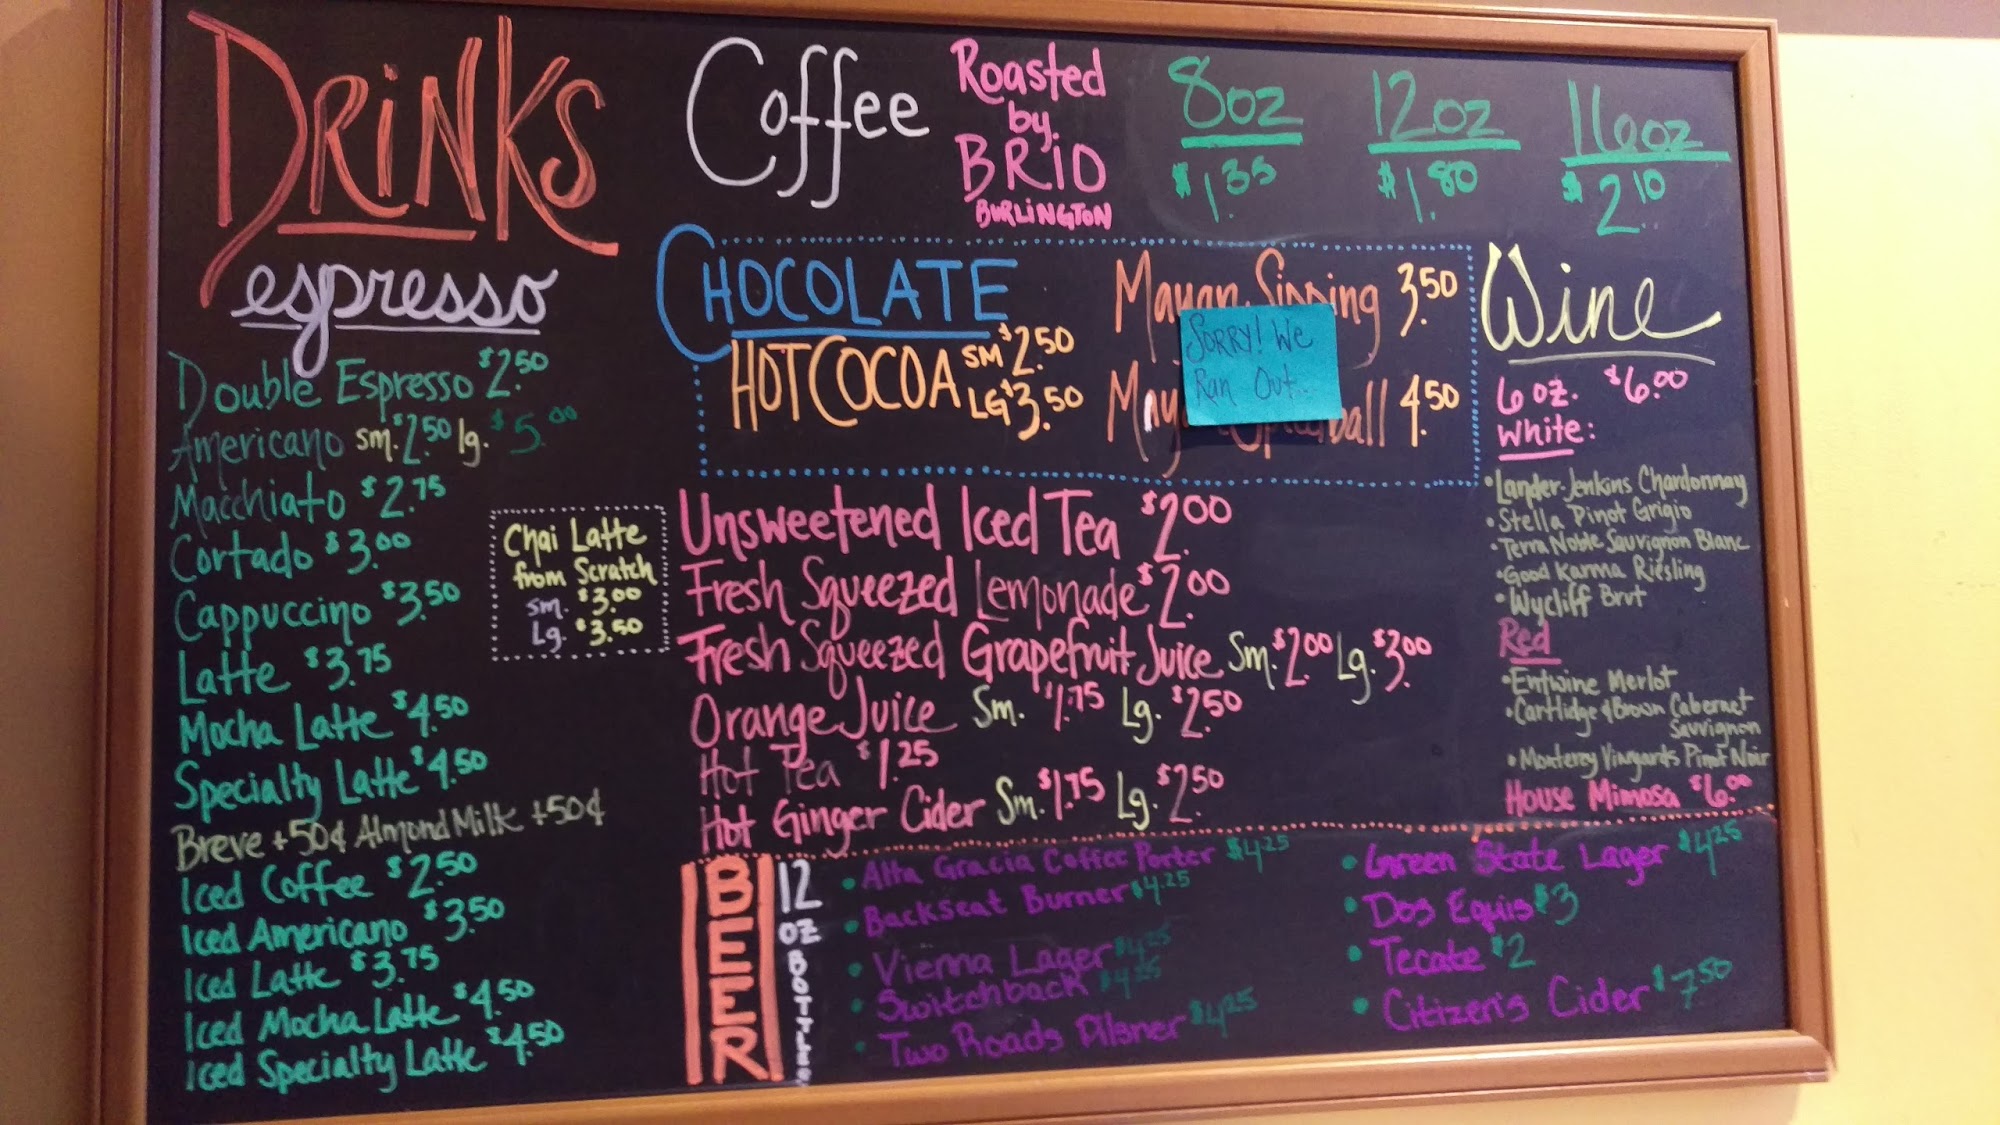 DRiNKS
espresso
Double Espresso $2.50
Americano sm. $2.50 lg. $5.00
Macchiato $2.75
Cortado $3.00
Cappuccino $3.50
Latte $3.75
Mocha Latte $4.50
Specialty Latte $4.50
Breve +50¢ Almond Milk +50¢
Iced Coffee $2.50
Iced Americano $3.50
Iced Latte $3.75
Iced Mocha Latte $4.50
Iced Specialty Latte $4.50
Chai Latte
from Scratch
sm. $3.00
Lg. $3.50
Coffee
Roasted
by.
BRIO
BURLINGTON
8oz 12oz 16oz
$1.35 $1.80 $2.10
CHOCOLATE
HOT COCOA SM $2.50
LG $3.50
Mayan Sipping 3.50
4.50
SORRY! We
Ran Out...
Unsweetened Iced Tea $2.00
Fresh Squeezed Lemonade $2.00
Fresh Squeezed Grapefruit Juice Sm. $2.00 Lg. $3.00
Orange Juice Sm. $1.75 Lg. $2.50
Hot Tea $1.25
Hot Ginger Cider Sm. $1.75 Lg. $2.50
Wine
6 oz. $6.00
White:
• Lander-Jenkins Chardonnay
• Stella Pinot Grigio
• Terra Noble Sauvignon Blanc
• Good Karma Riesling
• Wycliff Brut
Red
• Entwine Merlot
• Cartlidge & Brown Cabernet
Sauvignon
• Monterey Vinyards Pinot Noir
House Mimosa $6.00
BEER
12 oz BOTTLES
• Alta Gracia Coffee Porter $4.25
• Backseat Burner $4.25
• Vienna Lager $4.25
• Switchback $4.25
• Two Roads Pilsner $4.25
• Green State Lager $4.25
• Dos Equis $3
• Tecate $2
• Citizen's Cider $7.50